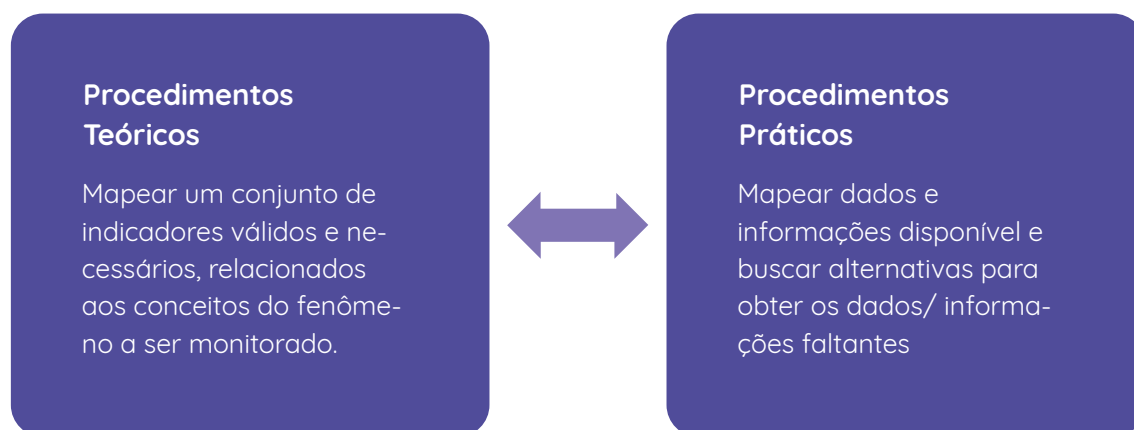 Procedimentos
Teóricos
Mapear um conjunto de
indicadores válidos e ne-
cessários, relacionados
aos conceitos do fenôme-
no a ser monitorado.
Procedimentos
Práticos
Mapear dados e
informações disponível e
buscar alternativas para
obter os dados/ informa-
ções faltantes